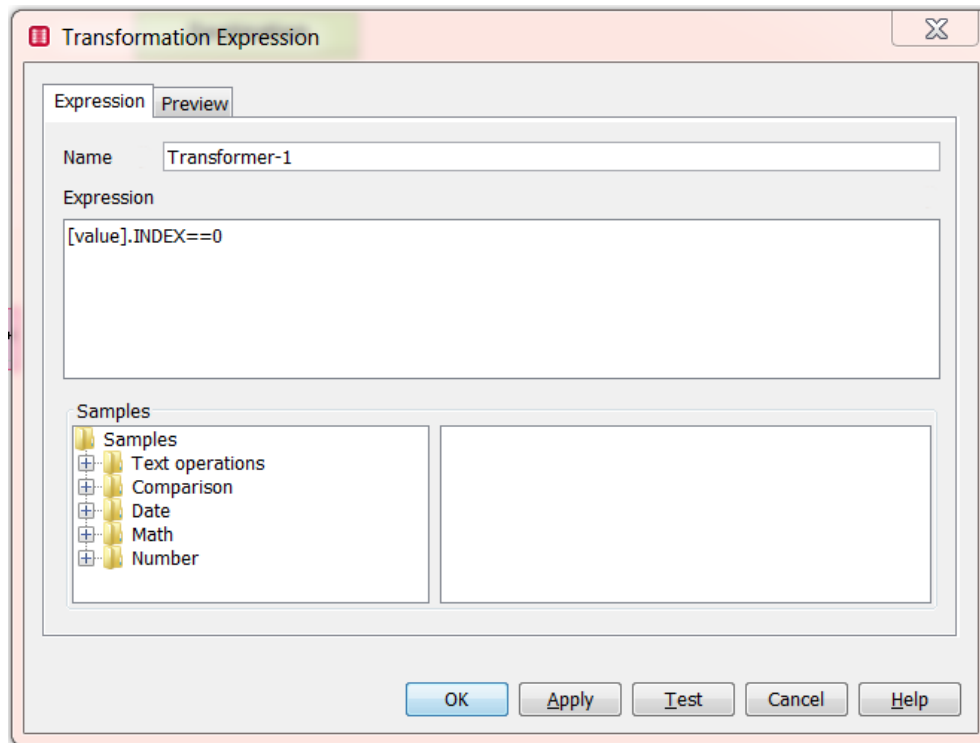 Transformation Expression
Expression Preview
Name Transformer-1
Expression
[value].INDEX==0
Samples
Samples
Text operations
Comparison
Date
Math
Number
OK Apply Test Cancel Help